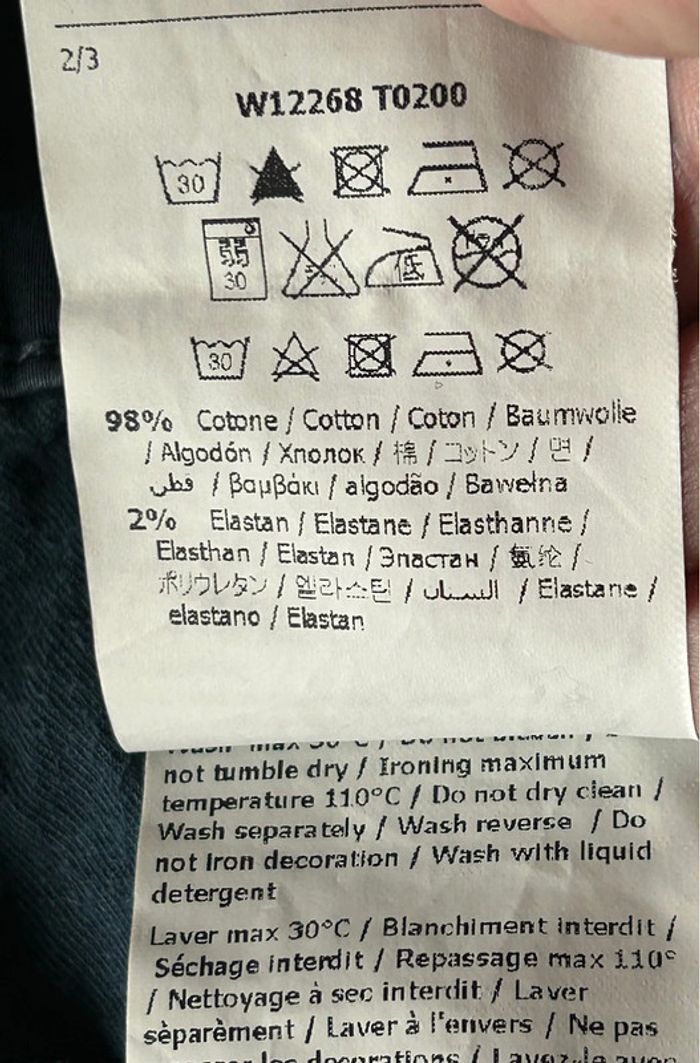 2/3
W12268 T0200
30
弱
30
低
30
98% Cotone / Cotton / Coton / Baumwolle
/ Algodón / Хлопок / 棉 / コットン / 면 /
قطن / βαμβάκι / algodão / Bawełna
2% Elastan / Elastane / Elasthanne /
Elasthan / Elastan / Эластан / 氨纶 /
ポリウレタン / 엘라스틴 / الستان / Elastane /
elastano / Elastan
not tumble dry / Ironing maximum
temperature 110°C / Do not dry clean /
Wash separately / Wash reverse / Do
not iron decoration / Wash with liquid
detergent
Laver max 30°C / Blanchiment interdit /
Séchage interdit / Repassage max 110°
/ Nettoyage à sec interdit / Laver
sèparèment / Laver à l'envers / Ne pas